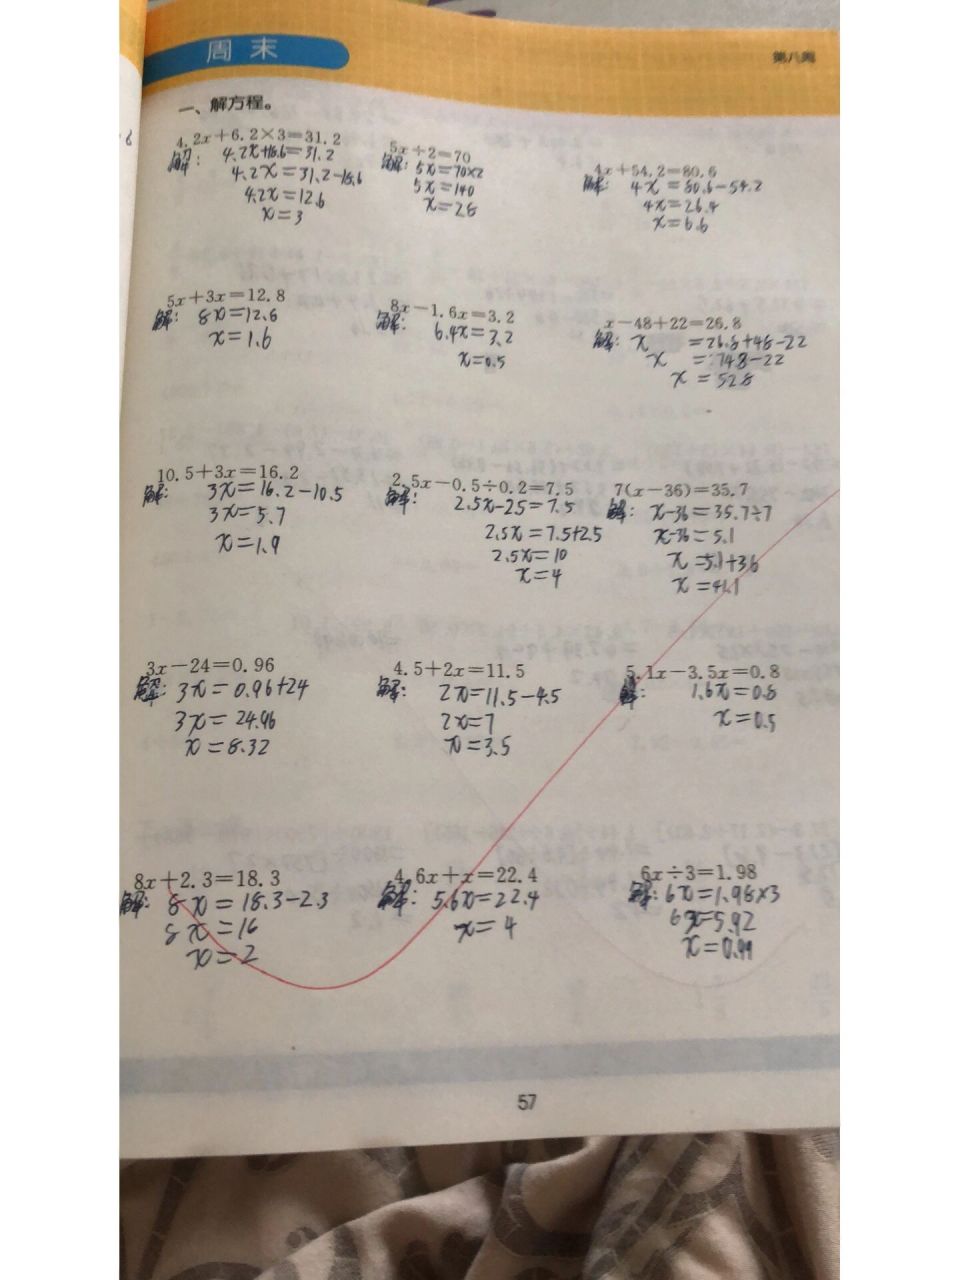 周末
第八周
一、解方程。
4.2x+6.2×3=31.2
解: 4.2x+18.6=31.2
4.2x=31.2-18.6
4.2x=12.6
x=3
5x÷2=70
解: 5x=70×2
5x=140
x=28
4x+54.2=80.6
解: 4x=80.6-54.2
4x=26.4
x=6.6
5x+3x=12.8
解: 8x=12.8
x=1.6
8x-1.6x=3.2
解: 6.4x=3.2
x=0.5
x-48+22=26.8
解: x=26.8+48-22
x=74.8-22
x=52.8
10.5+3x=16.2
解: 3x=16.2-10.5
3x=5.7
x=1.9
2.5x-0.5÷0.2=7.5
解: 2.5x-2.5=7.5
2.5x=7.5+2.5
2.5x=10
x=4
7(x-36)=35.7
解: x-36=35.7÷7
x-36=5.1
x=5.1+36
x=41.1
3x-24=0.96
解: 3x=0.96+24
3x=24.96
x=8.32
4.5+2x=11.5
解: 2x=11.5-4.5
2x=7
x=3.5
5.1x-3.5x=0.8
解: 1.6x=0.8
x=0.5
8x+2.3=18.3
解: 8x=18.3-2.3
8x=16
x=2
4.6x+x=22.4
解: 5.6x=22.4
x=4
6x÷3=1.98
解: 6x=1.98×3
6x=5.92
x=0.99
57